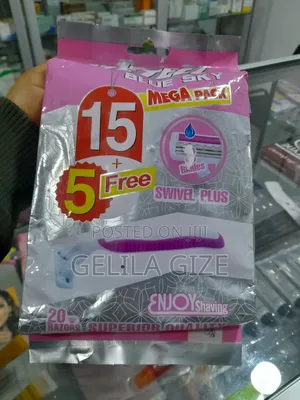 BLUE SKY
MEGA PACK
15
+
5 Free
Blades
SWIVEL PLUS
POSTED ON Jiji
GELILA GIZE
ENJOY
Shaving
20
RAZORS
SUPERIOR QUALITY